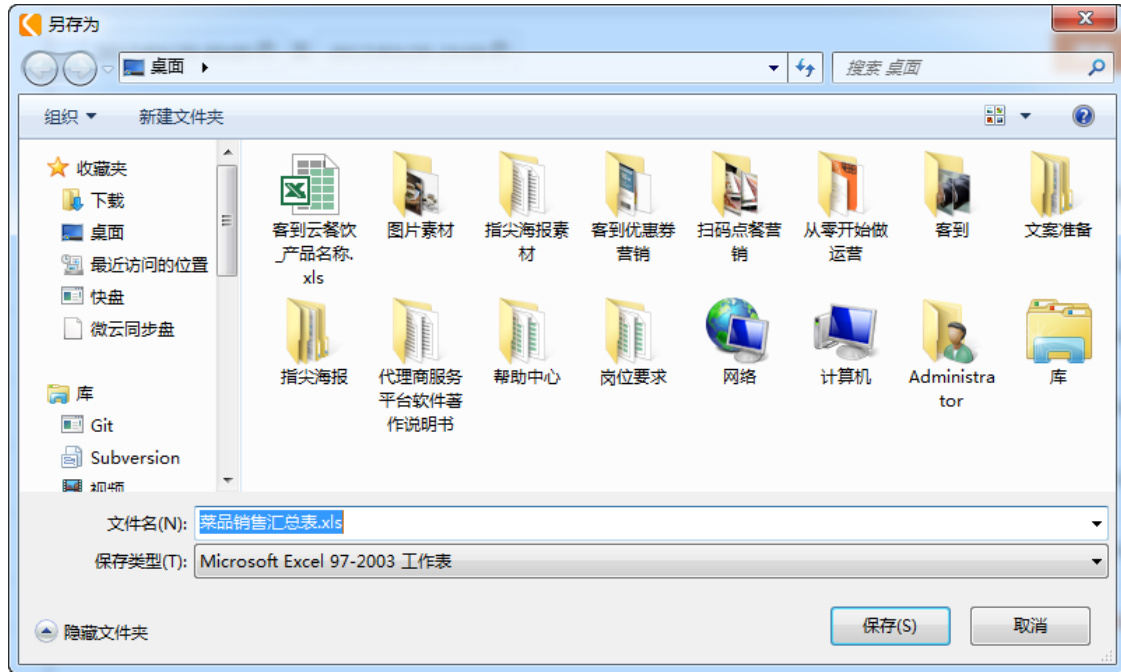 另存为
桌面
搜索 桌面
组织
新建文件夹
收藏夹
下载
桌面
最近访问的位置
快盘
微云同步盘
库
Git
Subversion
视频
客到云餐饮
_产品名称.
xls
图片素材
指尖海报素
材
客到优惠券
营销
扫码点餐营
销
从零开始做
运营
客到
文案准备
指尖海报
代理商服务
平台软件著
作说明书
帮助中心
岗位要求
网络
计算机
Administra
tor
库
文件名(N):
菜品销售汇总表.xls
保存类型(T):
Microsoft Excel 97-2003 工作表
隐藏文件夹
保存(S)
取消